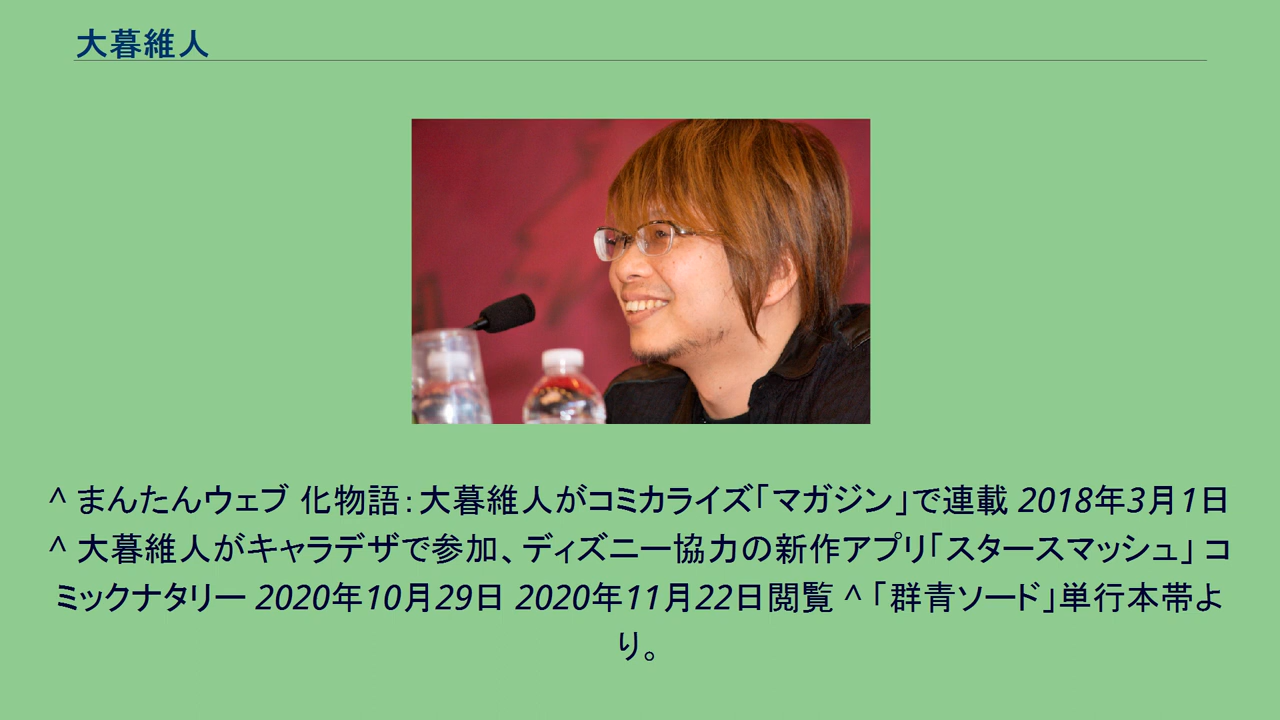 大暮維人
^ まんたんウェブ 化物語：大暮維人がコミカライズ「マガジン」で連載 2018年3月1日
^ 大暮維人がキャラデザで参加、ディズニー協力の新作アプリ「スタースマッシュ」 コ
ミックナタリー 2020年10月29日 2020年11月22日閲覧 ^ 「群青ソード」単行本帯よ
り。